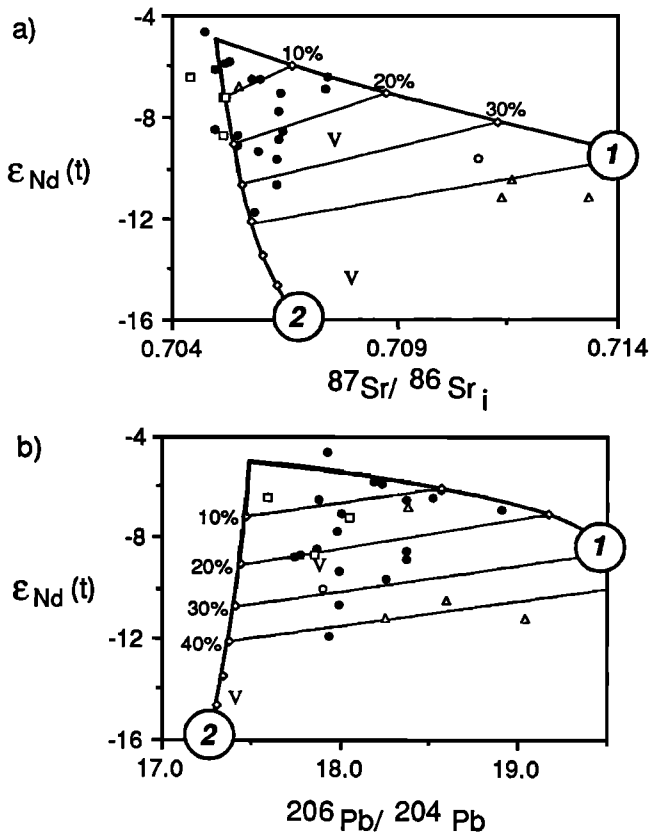 a)
-4
10%
20%
-8
30%
V
1
εNd (t)
-12
V
2
-16
0.704 0.709 0.714
87Sr/ 86Sr i
b)
-4
10%
-8
1
20%
V
εNd (t)
30%
40%
-12
V
2
-16
17.0 18.0 19.0
206Pb/ 204Pb